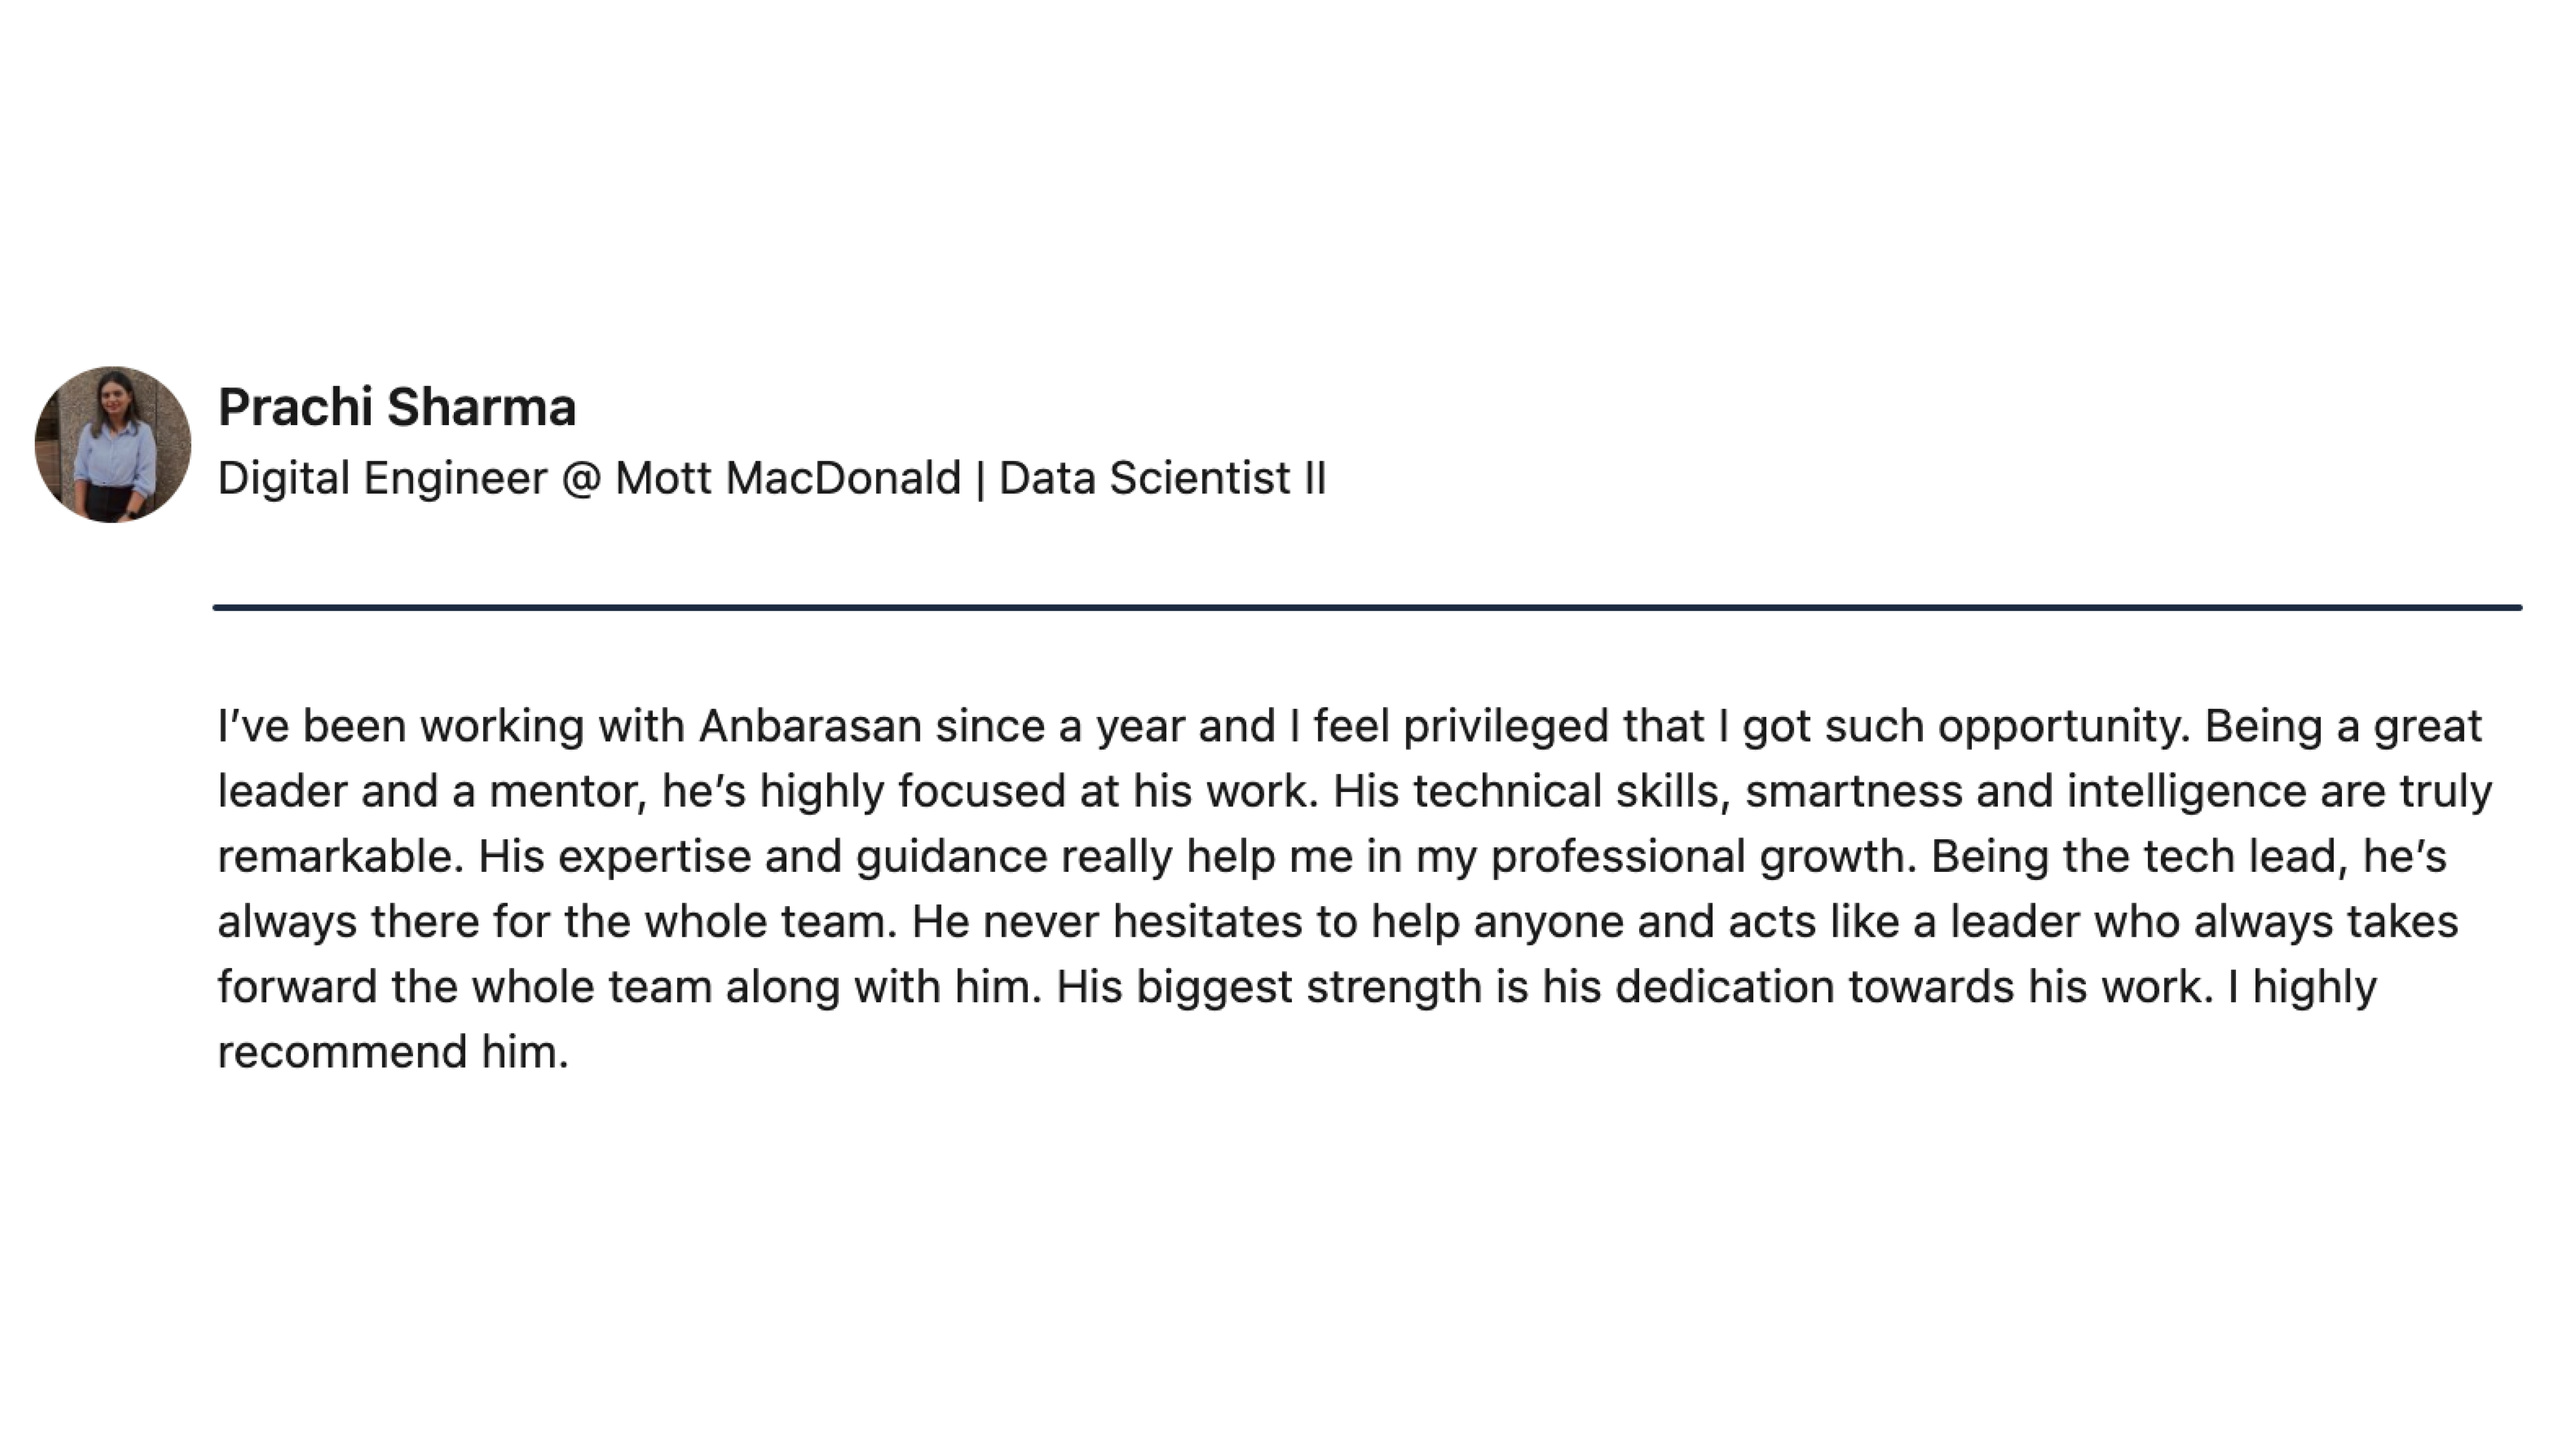 Prachi Sharma
Digital Engineer @ Mott MacDonald | Data Scientist II
I’ve been working with Anbarasan since a year and I feel privileged that I got such opportunity. Being a great
leader and a mentor, he’s highly focused at his work. His technical skills, smartness and intelligence are truly
remarkable. His expertise and guidance really help me in my professional growth. Being the tech lead, he’s
always there for the whole team. He never hesitates to help anyone and acts like a leader who always takes
forward the whole team along with him. His biggest strength is his dedication towards his work. I highly
recommend him.